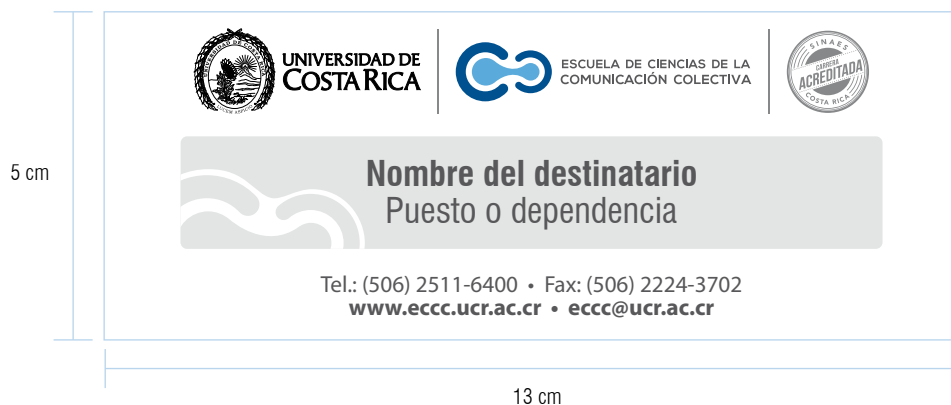 UNIVERSIDAD DE
COSTA RICA
ESCUELA DE CIENCIAS DE LA
COMUNICACIÓN COLECTIVA
SINAES
CARRERA
ACREDITADA
COSTA RICA
5 cm
Nombre del destinatario
Puesto o dependencia
Tel.: (506) 2511-6400 • Fax: (506) 2224-3702
www.eccc.ucr.ac.cr • eccc@ucr.ac.cr
13 cm